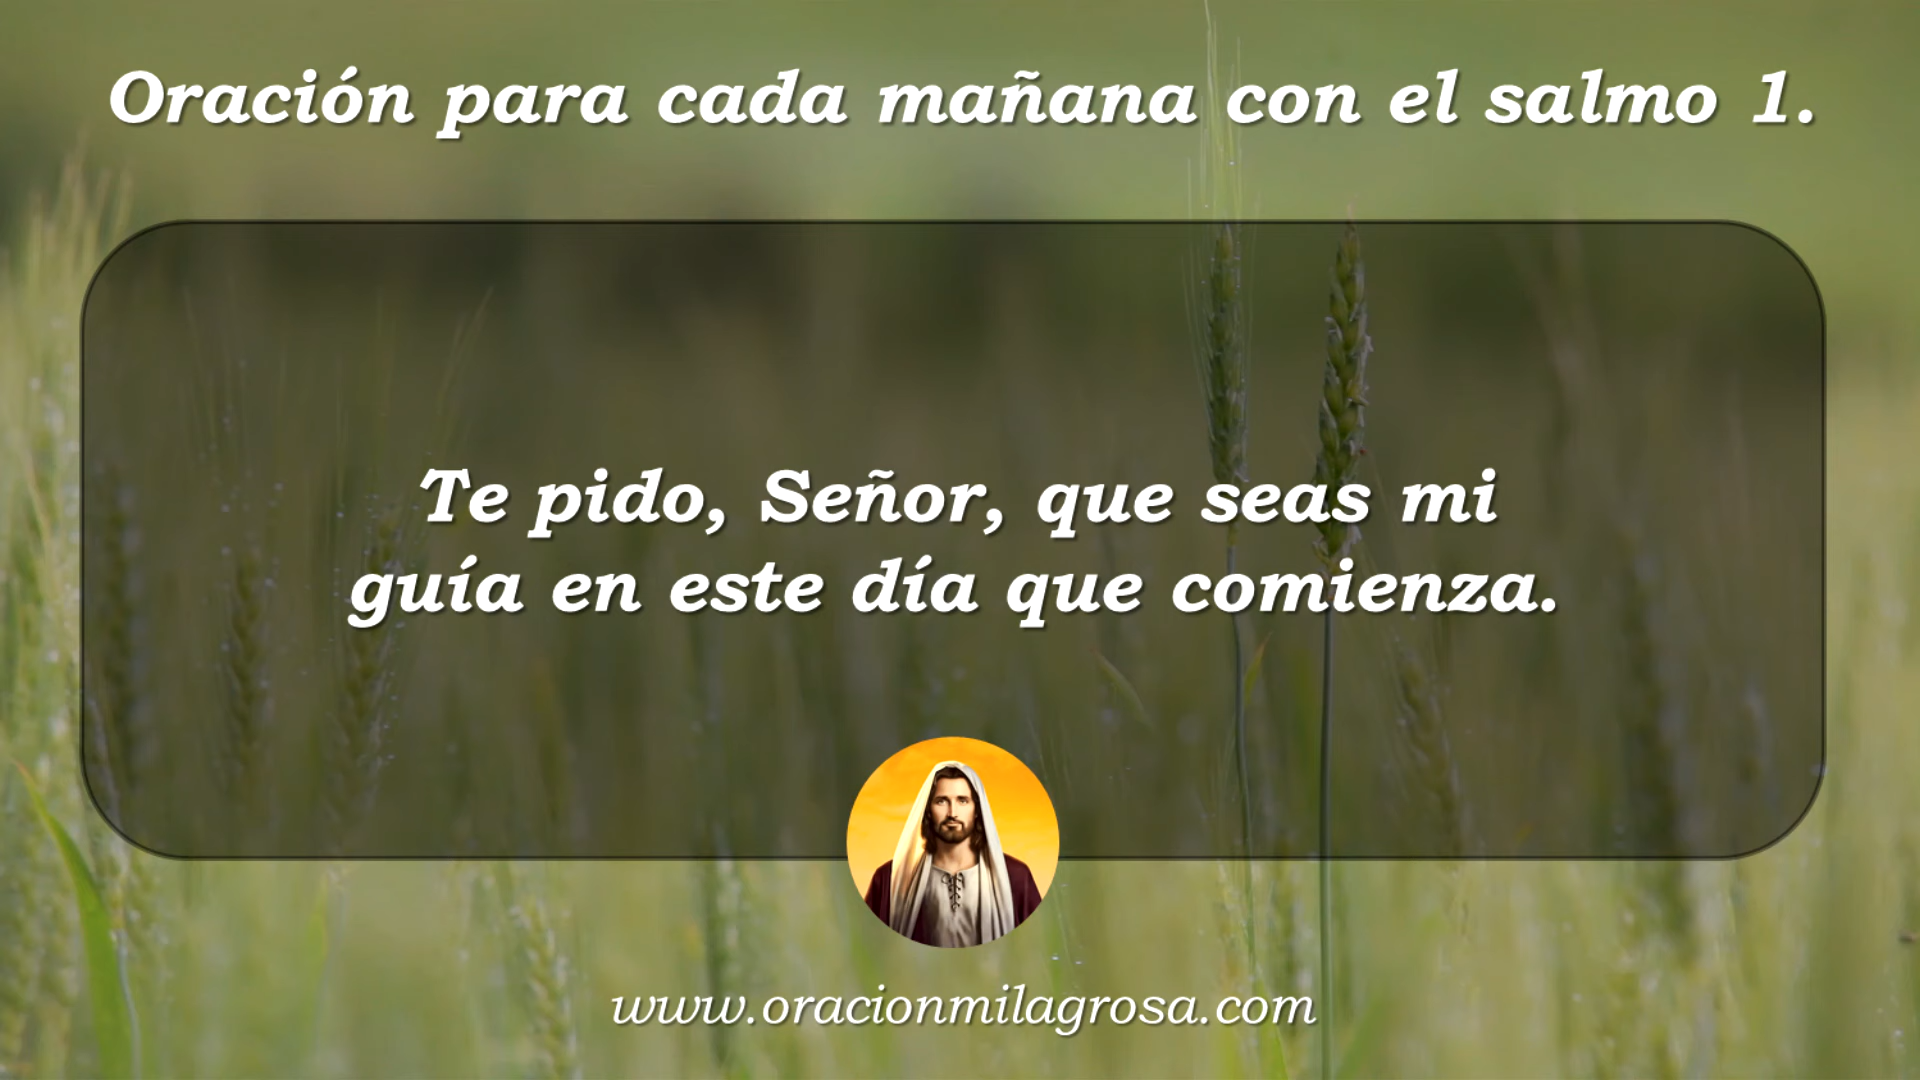 Oración para cada mañana con el salmo 1.
Te pido, Señor, que seas mi
guía en este día que comienza.
www.oracionmilagrosa.com